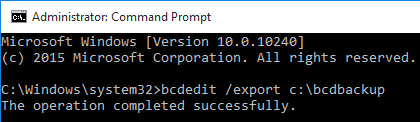 Administrator: Command Prompt
Microsoft Windows [Version 10.0.10240]
(c) 2015 Microsoft Corporation. All rights reserved.
C:\Windows\system32>bcdedit /export c:\bcdbackup
The operation completed successfully.